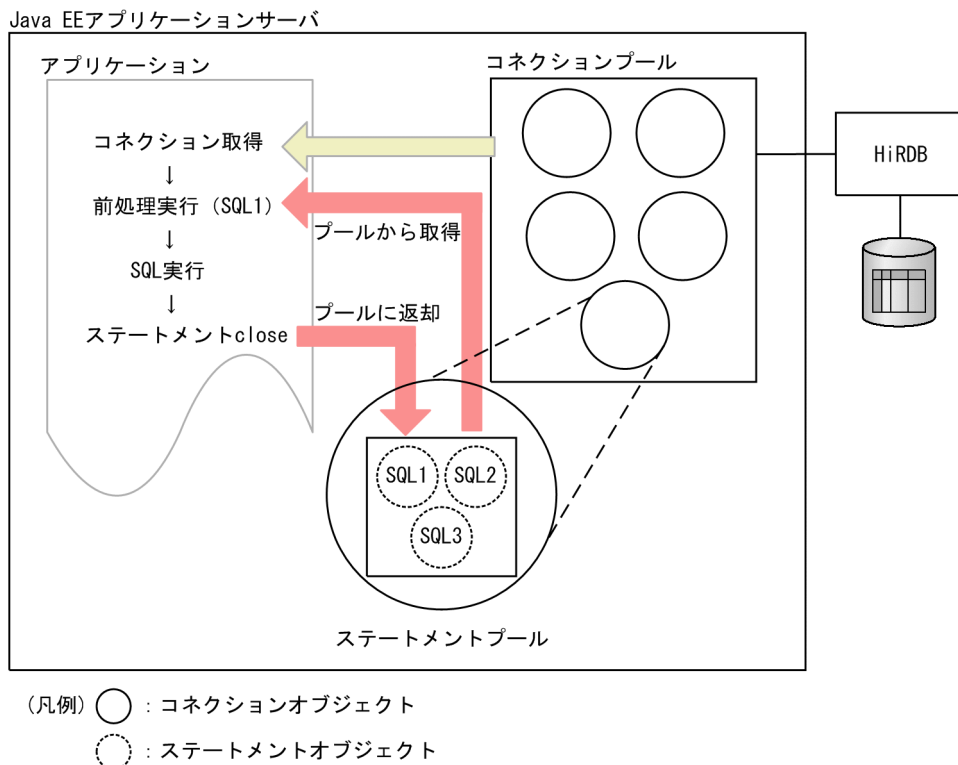 Java EEアプリケーションサーバ
アプリケーション
コネクションプール
コネクション取得
↓
前処理実行（SQL1）
↓
SQL実行
↓
ステートメントclose
プールから取得
プールに返却
HiRDB
SQL1
SQL2
SQL3
ステートメントプール
（凡例）
：コネクションオブジェクト
：ステートメントオブジェクト